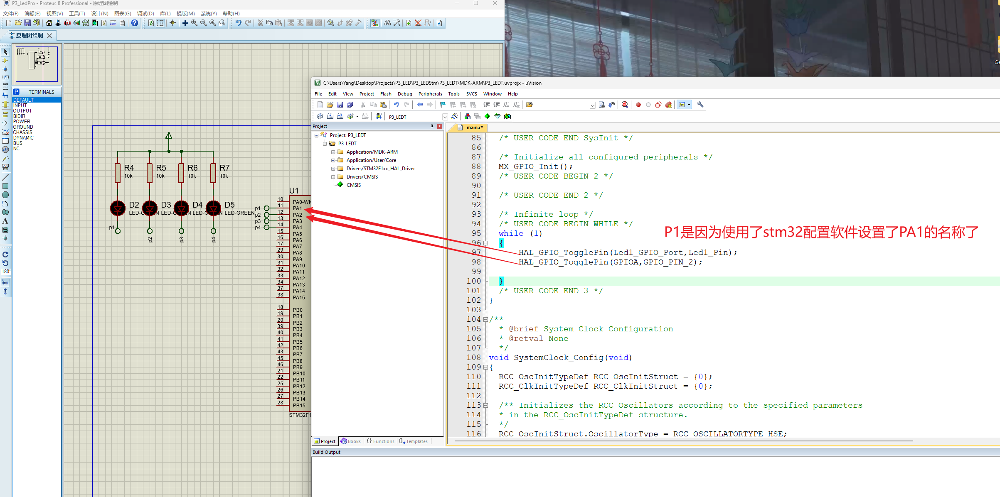 P3_LedPro - Proteus 8 Professional - 原理图绘制
文件(F) 编辑(E) 视图(V) 工具(T) 设计(N) 图表(G) 调试(D) 库(L) 模版(M) 系统(Y) 帮助(H)
原理图绘制
P TERMINALS
DEFAULT
INPUT
OUTPUT
BIDIR
POWER
GROUND
CHASSIS
DYNAMIC
BUS
NC
LBL
A
S
180°
R4
10k
R5
10k
R6
10k
R7
10k
D2
D3
D4
D5
LED-GREEN
p1
p2
p3
p4
U1
p1
p2
p3
p4
10 PA0-WK
11 PA1
12 PA2
13 PA3
14 PA4
15 PA5
16 PA6
17 PA7
29 PA8
30 PA9
31 PA10
32 PA11
33 PA12
34 PA13
37 PA14
38 PA15
18 PB0
19 PB1
20 PB2
39 PB3
40 PB4
41 PB5
42 PB6
43 PB7
45 PB8
46 PB9
21 PB10
22 PB11
25 PB12
26 PB13
27 PB14
28 PB15
STM32F1
Ge
C:\Users\Yang\Desktop\Projects\P3_LED\P3_LEDStm\P3_LEDT\MDK-ARM\P3_LEDT.uvprojx - µVision
File Edit View Project Flash Debug Peripherals Tools SVCS Window Help
LOAD P3_LEDT
Project
Project: P3_LEDT
P3_LEDT
Application/MDK-ARM
Application/User/Core
Drivers/STM32F1xx_HAL_Driver
Drivers/CMSIS
CMSIS
Project Books Functions Templates
Build Output
main.c*
85 /* USER CODE END SysInit */
86
87 /* Initialize all configured peripherals */
88 MX_GPIO_Init();
89 /* USER CODE BEGIN 2 */
90
91 /* USER CODE END 2 */
92
93 /* Infinite loop */
94 /* USER CODE BEGIN WHILE */
95 while (1)
96 {
97 HAL_GPIO_TogglePin(Led1_GPIO_Port,Led1_Pin);
98 HAL_GPIO_TogglePin(GPIOA,GPIO_PIN_2);
99
100 }
101 /* USER CODE END 3 */
102 }
103
104 /**
105 * @brief System Clock Configuration
106 * @retval None
107 */
108 void SystemClock_Config(void)
109 {
110 RCC_OscInitTypeDef RCC_OscInitStruct = {0};
111 RCC_ClkInitTypeDef RCC_ClkInitStruct = {0};
112
113 /** Initializes the RCC Oscillators according to the specified parameters
114 * in the RCC_OscInitTypeDef structure.
115 */
116 RCC_OscInitStruct.OscillatorType = RCC_OSCILLATORTYPE_HSE;
P1是因为使用了stm32配置软件设置了PA1的名称了